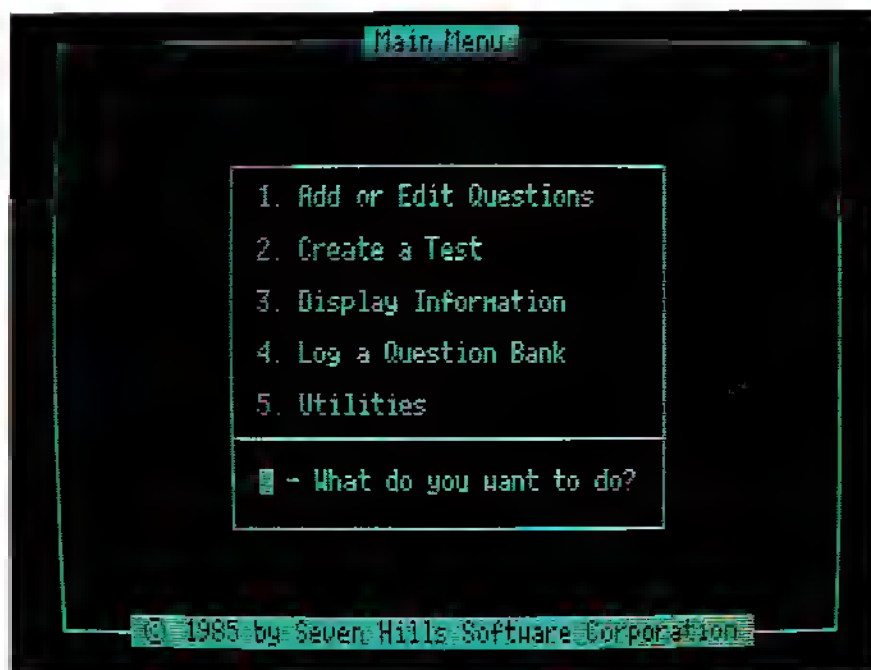 Main Menu
1. Add or Edit Questions
2. Create a Test
3. Display Information
4. Log a Question Bank
5. Utilities
- What do you want to do?
© 1985 by Seven Hills Software Corporation